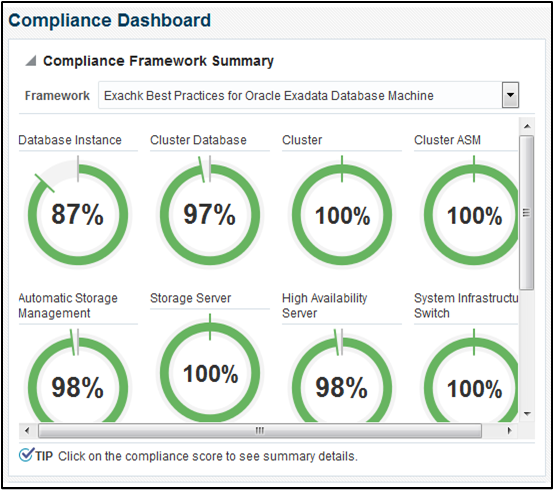 Compliance Dashboard
Compliance Framework Summary
Framework Exachk Best Practices for Oracle Exadata Database Machine
Database Instance Cluster Database Cluster Cluster ASM
87% 97% 100% 100%
Automatic Storage Storage Server High Availability System Infrastructu
Management Server Switch
98% 100% 98% 100%
TIP Click on the compliance score to see summary details.